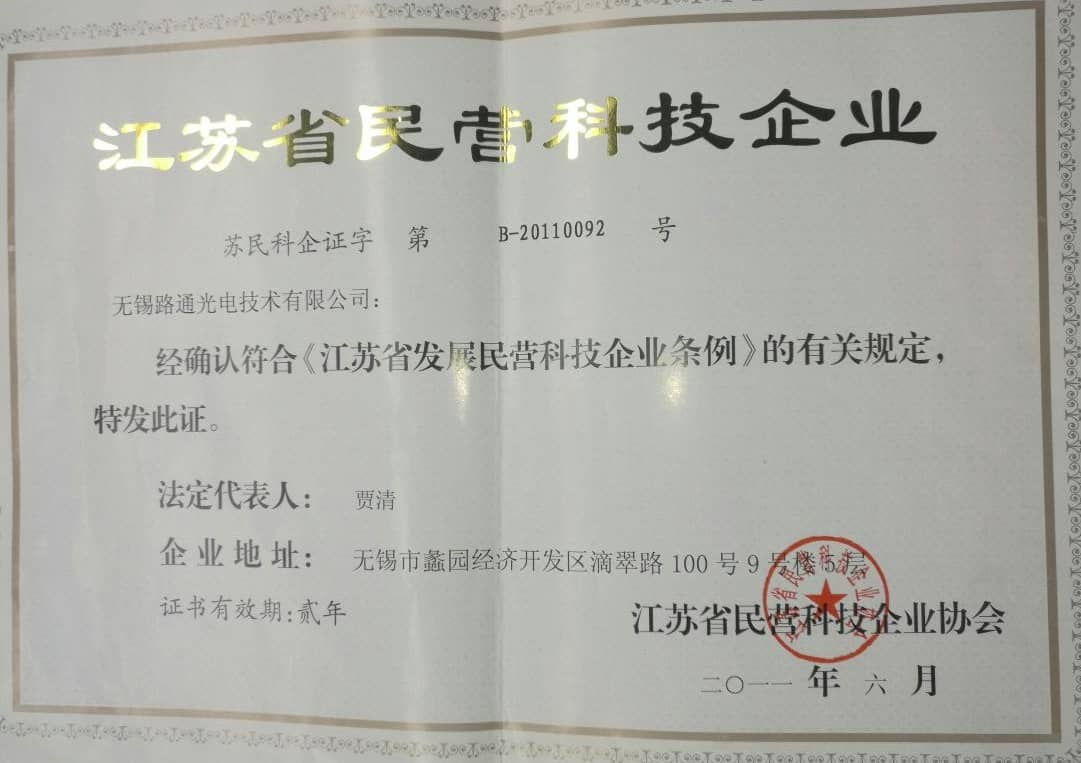 江苏省民营科技企业
苏民科企证字 第 B-20110092 号
无锡路通光电技术有限公司：
经确认符合《江苏省发展民营科技企业条例》的有关规定，
特发此证。
法定代表人： 贾清
企业地址： 无锡市蠡园经济开发区滴翠路 100 号 9 号楼 5 层
证书有效期：贰年
江苏省民营科技企业协会
二〇一一 年 六 月